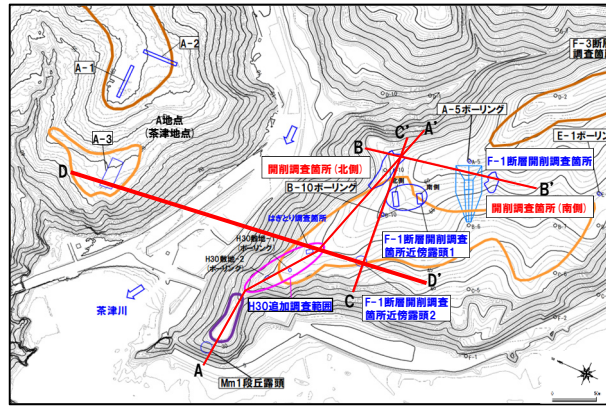 A-2
A-1
A地点
(茶津地点)
A-3
D
F-3断層
調査箇所
A-5ボーリング
E-1ボーリング
C'
A'
B
開削調査箇所(北側)
B-10ボーリング
北側
南側
F-1断層開削調査箇所
B'
開削調査箇所(南側)
はぎとり調査箇所
H30敷地-1
(ボーリング)
H30敷地-2
(ボーリング)
F-1断層開削調査
箇所近傍露頭1
D'
C
H30追加調査範囲
F-1断層開削調査
箇所近傍露頭2
茶津川
A
Mm1段丘露頭